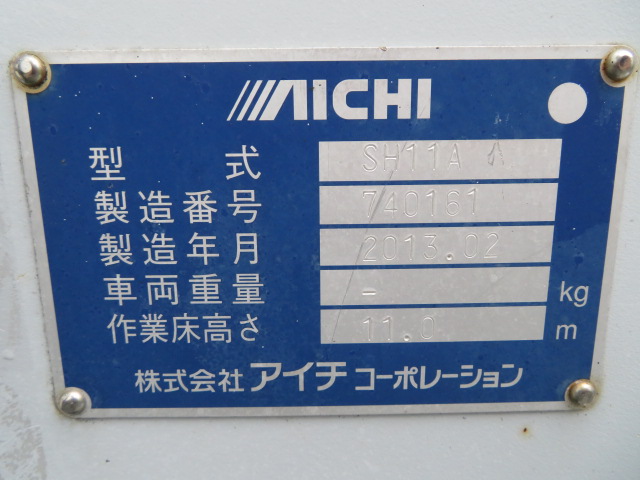 AICHI
型式 SH11A
製造番号 740161
製造年月 2013.02
車両重量 - kg
作業床高さ 11.0 m
株式会社 アイチ コーポレーション